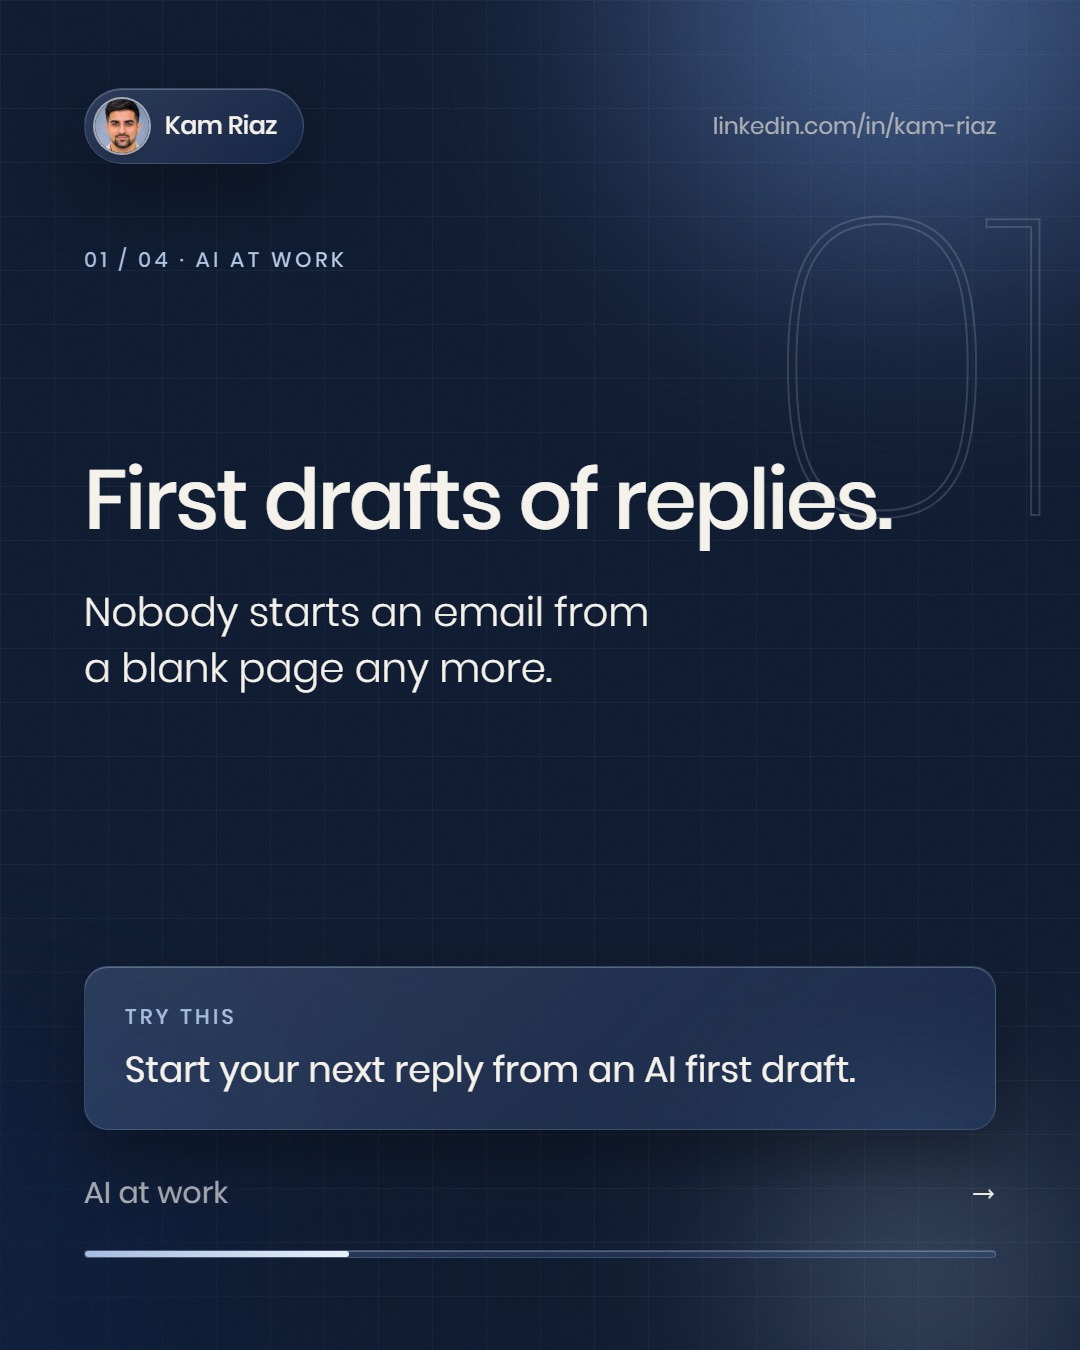 Kam Riaz
linkedin.com/in/kam-riaz
01 / 04 · AI AT WORK
01
First drafts of replies.
Nobody starts an email from
a blank page any more.
TRY THIS
Start your next reply from an AI first draft.
AI at work
→